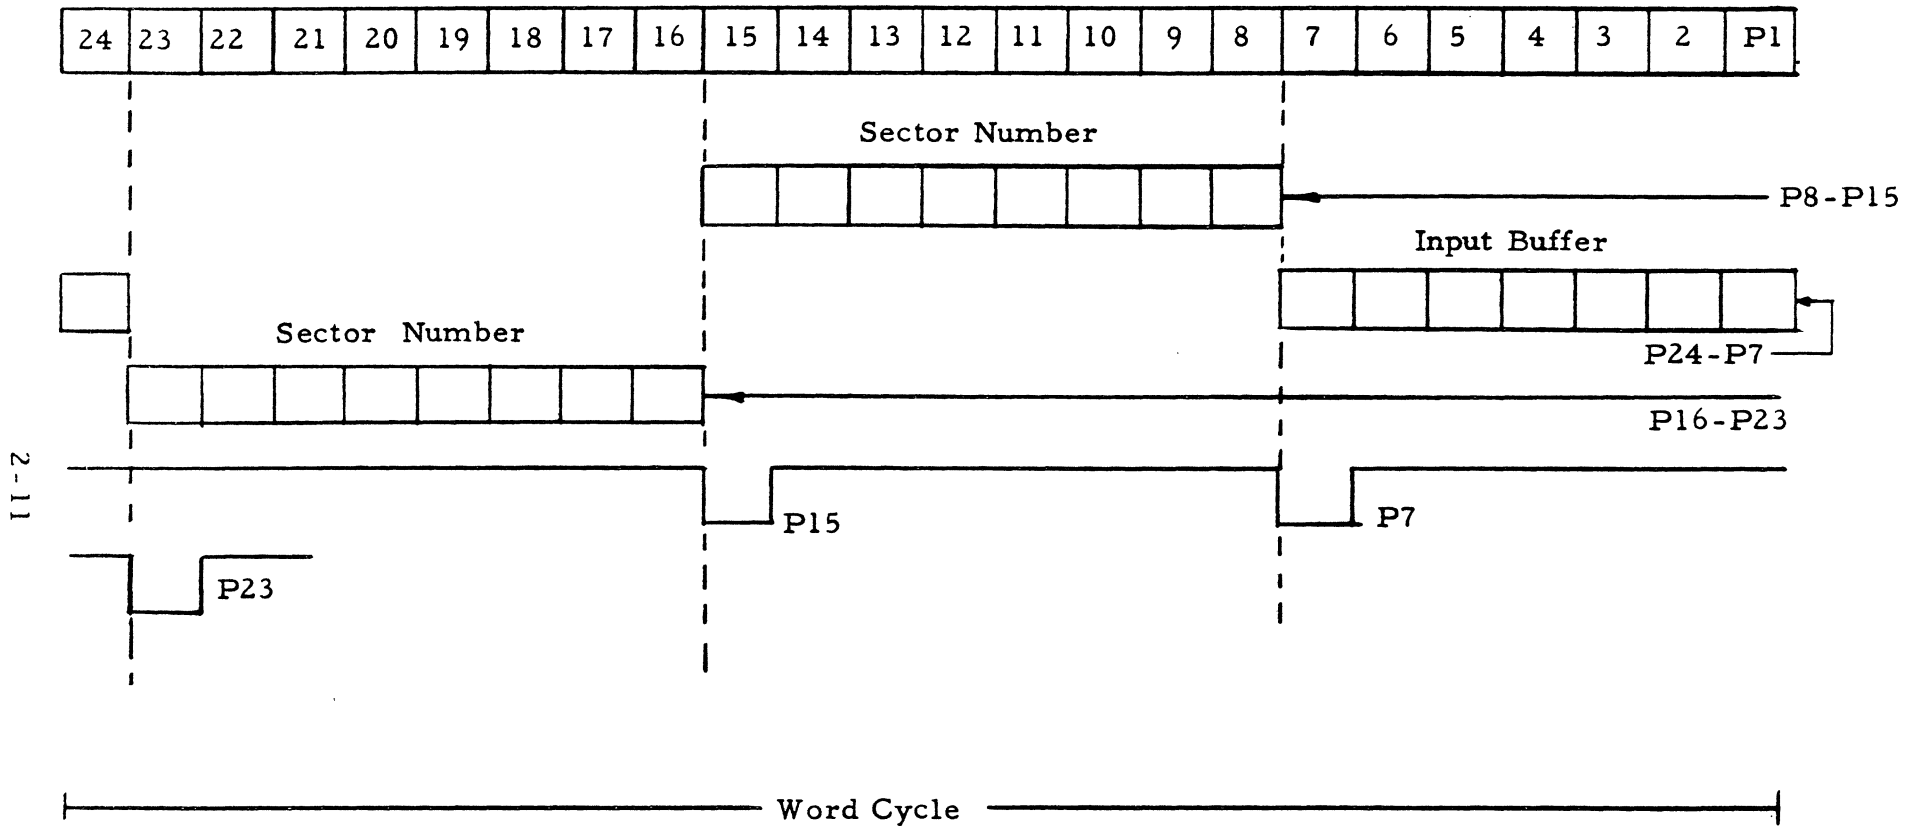 24 23 22 21 20 19 18 17 16 15 14 13 12 11 10 9 8 7 6 5 4 3 2 P1
Sector Number
P8-P15
Input Buffer
Sector Number
P24-P7
P16-P23
P15
P7
P23
2-11
Word Cycle